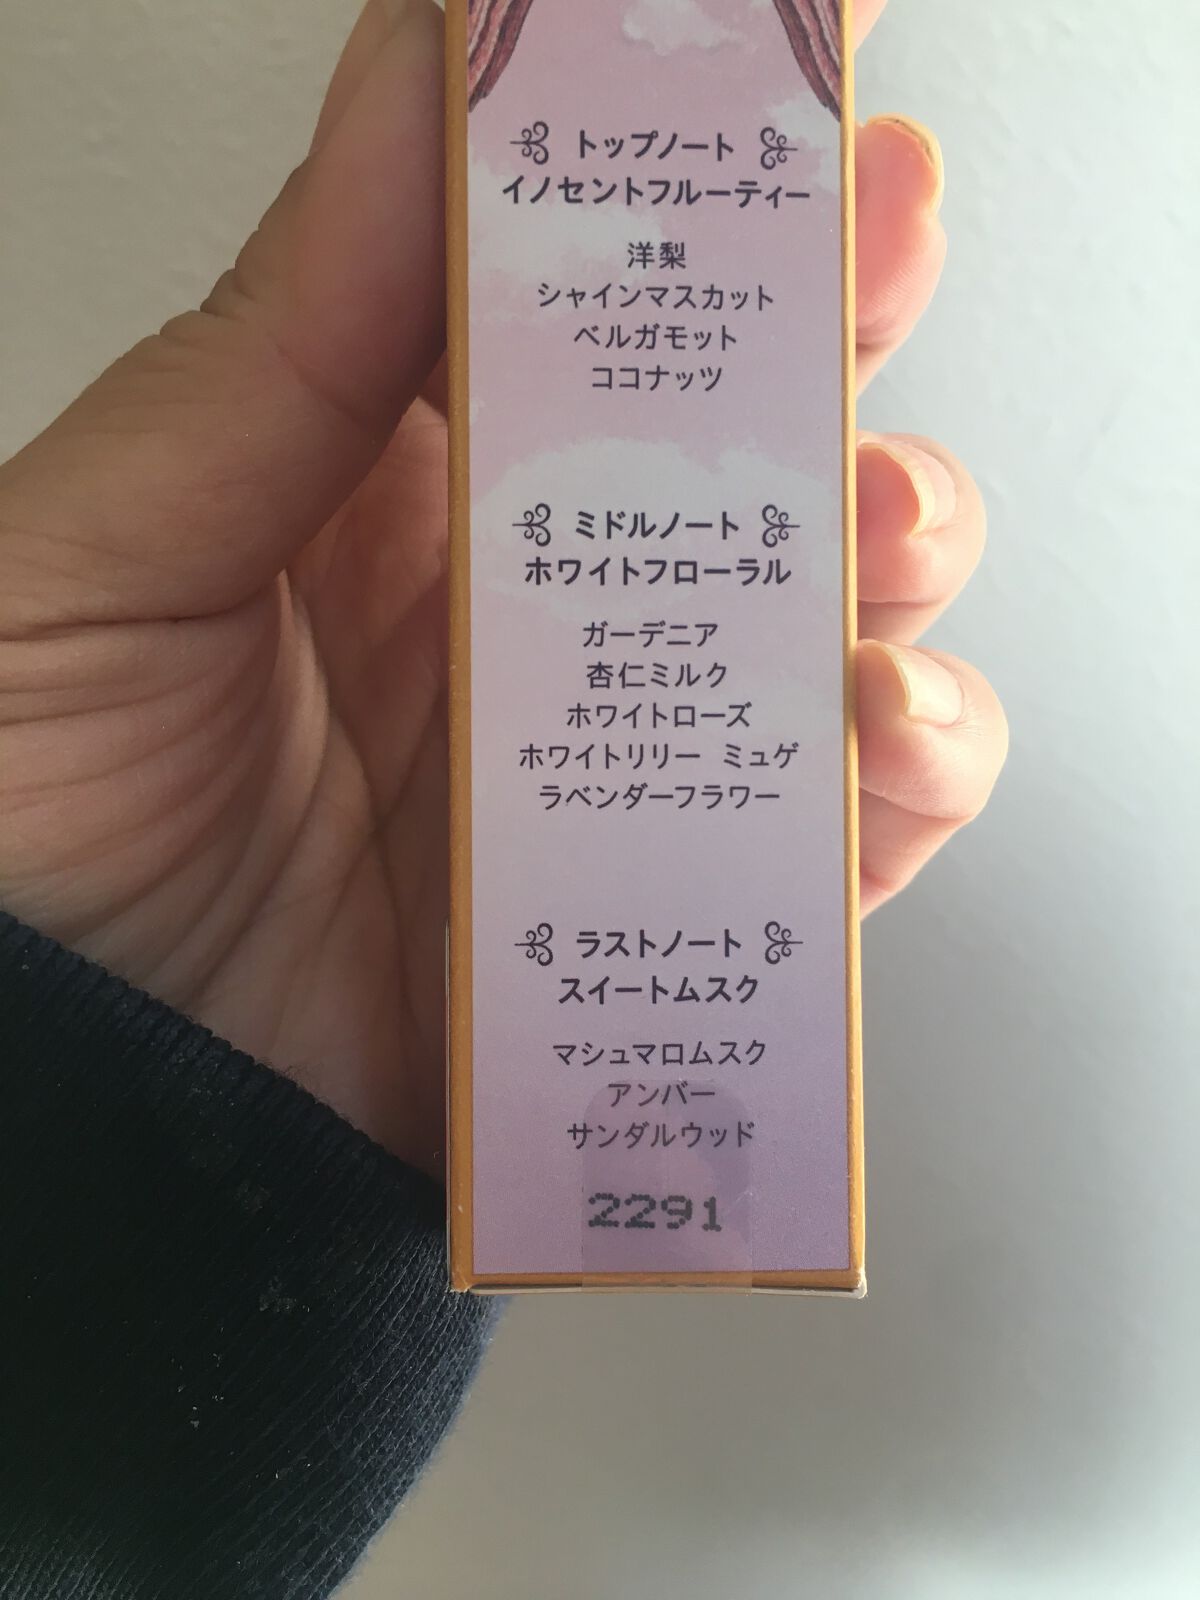 トップノート
イノセントフルーティー
洋梨
シャインマスカット
ベルガモット
ココナッツ
ミドルノート
ホワイトフローラル
ガーデニア
杏仁ミルク
ホワイトローズ
ホワイトリリー ミュゲ
ラベンダーフラワー
ラストノート
スイートムスク
マシュマロムスク
アンバー
サンダルウッド
2291